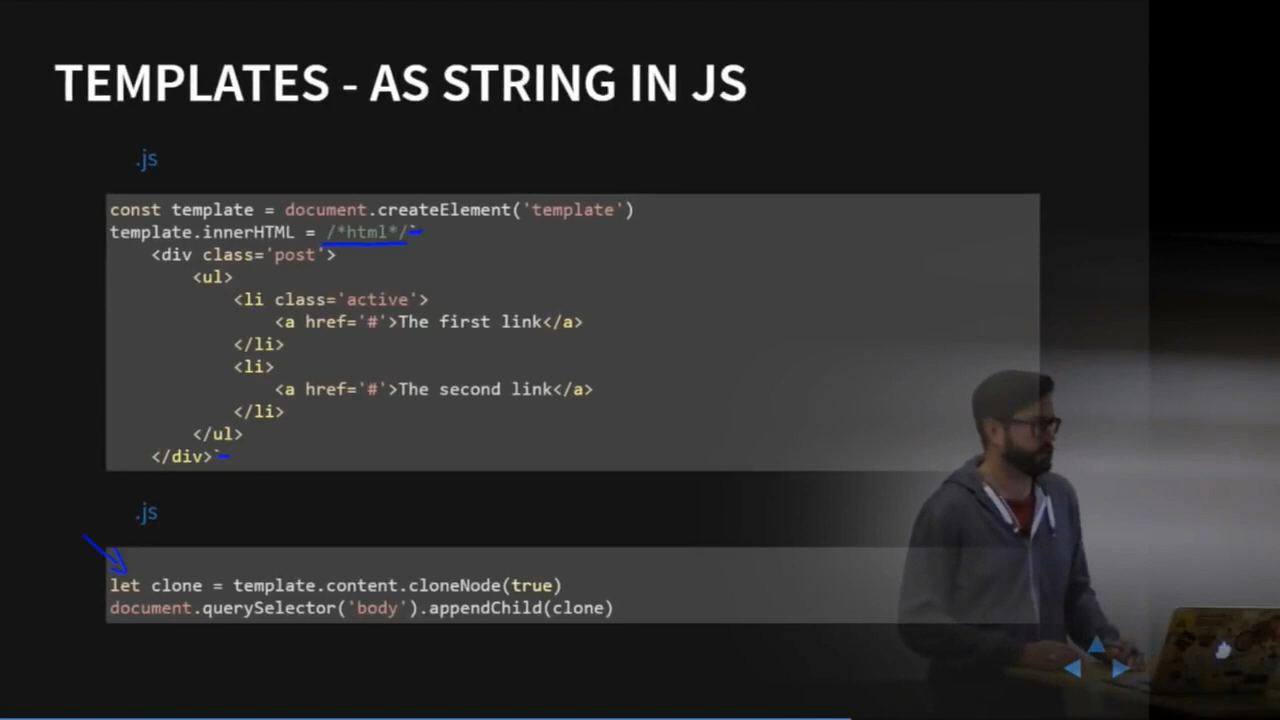 TEMPLATES - AS STRING IN JS
.js
const template = document.createElement('template')
template.innerHTML = /*html*/`
<div class='post'>
<ul>
<li class='active'>
<a href='#'>The first link</a>
</li>
<li>
<a href='#'>The second link</a>
</li>
</ul>
</div>`
.js
let clone = template.content.cloneNode(true)
document.querySelector('body').appendChild(clone)